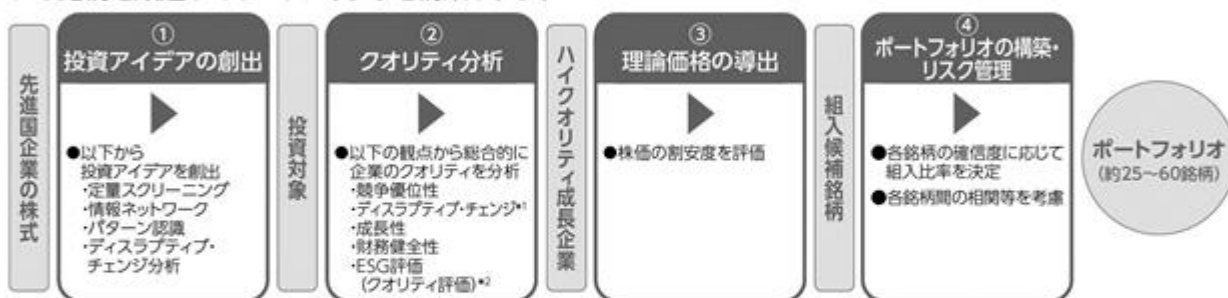 先進国企業の株式
①
投資アイデアの創出
●以下から
投資アイデアを創出
・定量スクリーニング
・情報ネットワーク
・パターン認識
・ディスラプティブ・
チェンジ分析
投資対象
②
クオリティ分析
●以下の観点から総合的に
企業のクオリティを分析
・競争優位性
・ディスラプティブ・チェンジ*1
・成長性
・財務健全性
・ESG評価
(クオリティ評価)*2
ハイクオリティ成長企業
③
理論価格の導出
●株価の割安度を評価
組入候補銘柄
④
ポートフォリオの構築・
リスク管理
●各銘柄の確信度に応じて
組入比率を決定
●各銘柄間の相関等を考慮
ポートフォリオ
(約25～60銘柄)